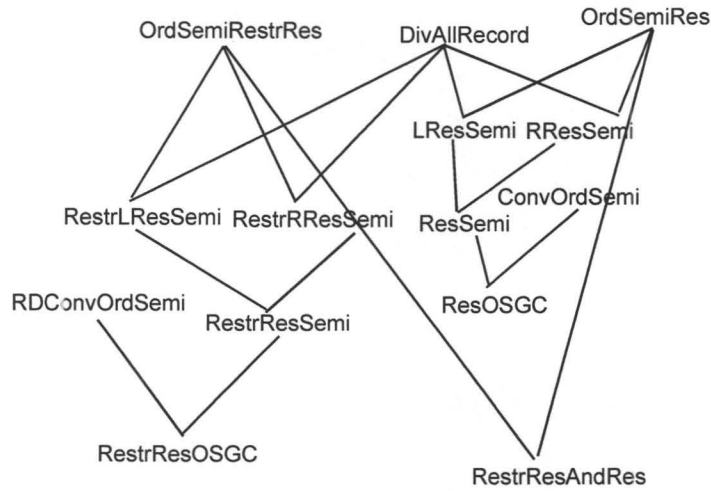 OrdSemiRes
OrdSemiRestrRes
DivAllRecord
LResSemi
RResSemi
ConvOrdSemi
RestrLResSemi
RestrRResSemi
ResSemi
RDConvOrdSemi
RestrResSemi
ResOSGC
RestrResOSGC
RestrResAndRes